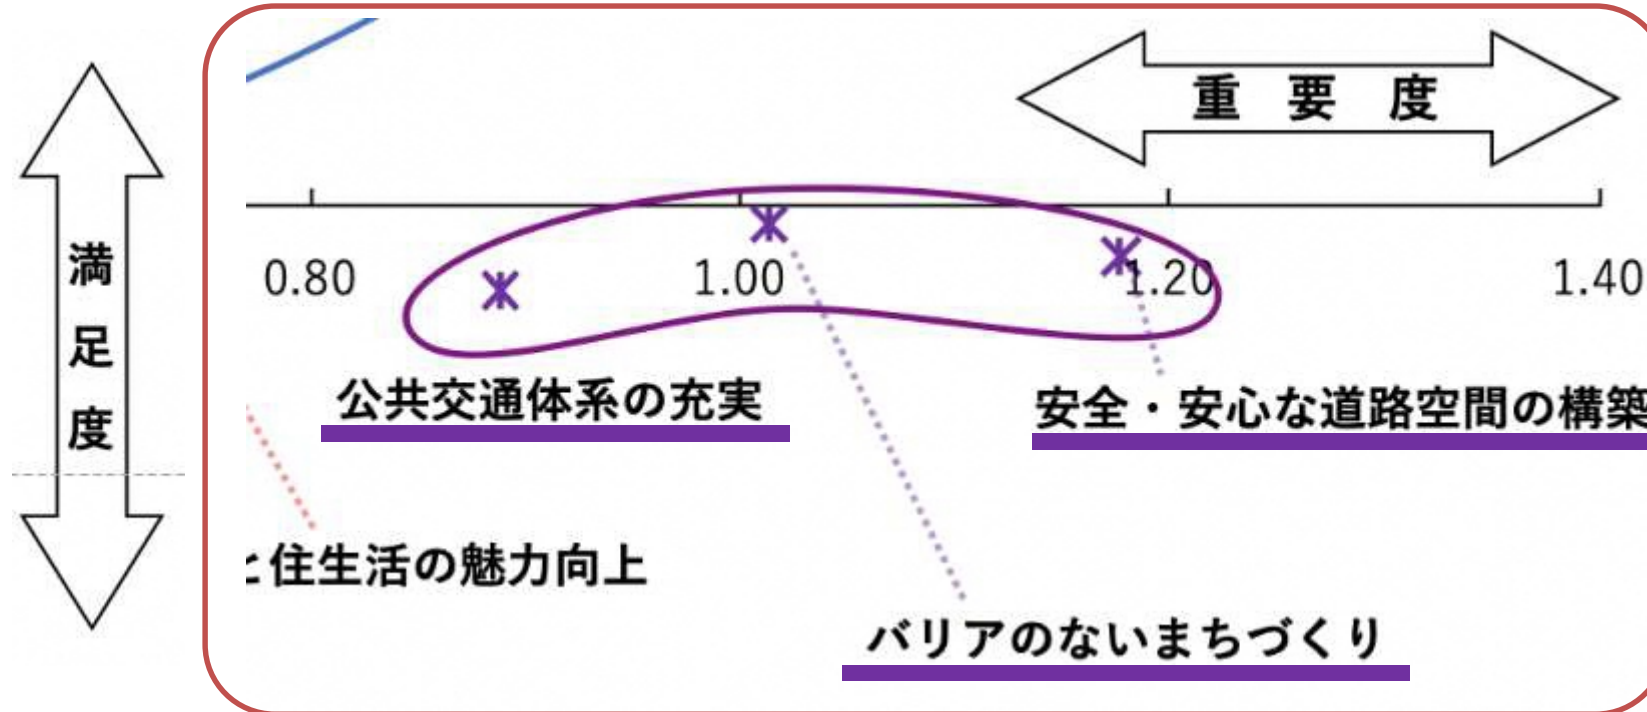 重要度
満足度
0.80
1.00
1.20
1.40
公共交通体系の充実
安全・安心な道路空間の構築
と住生活の魅力向上
バリアのないまちづくり